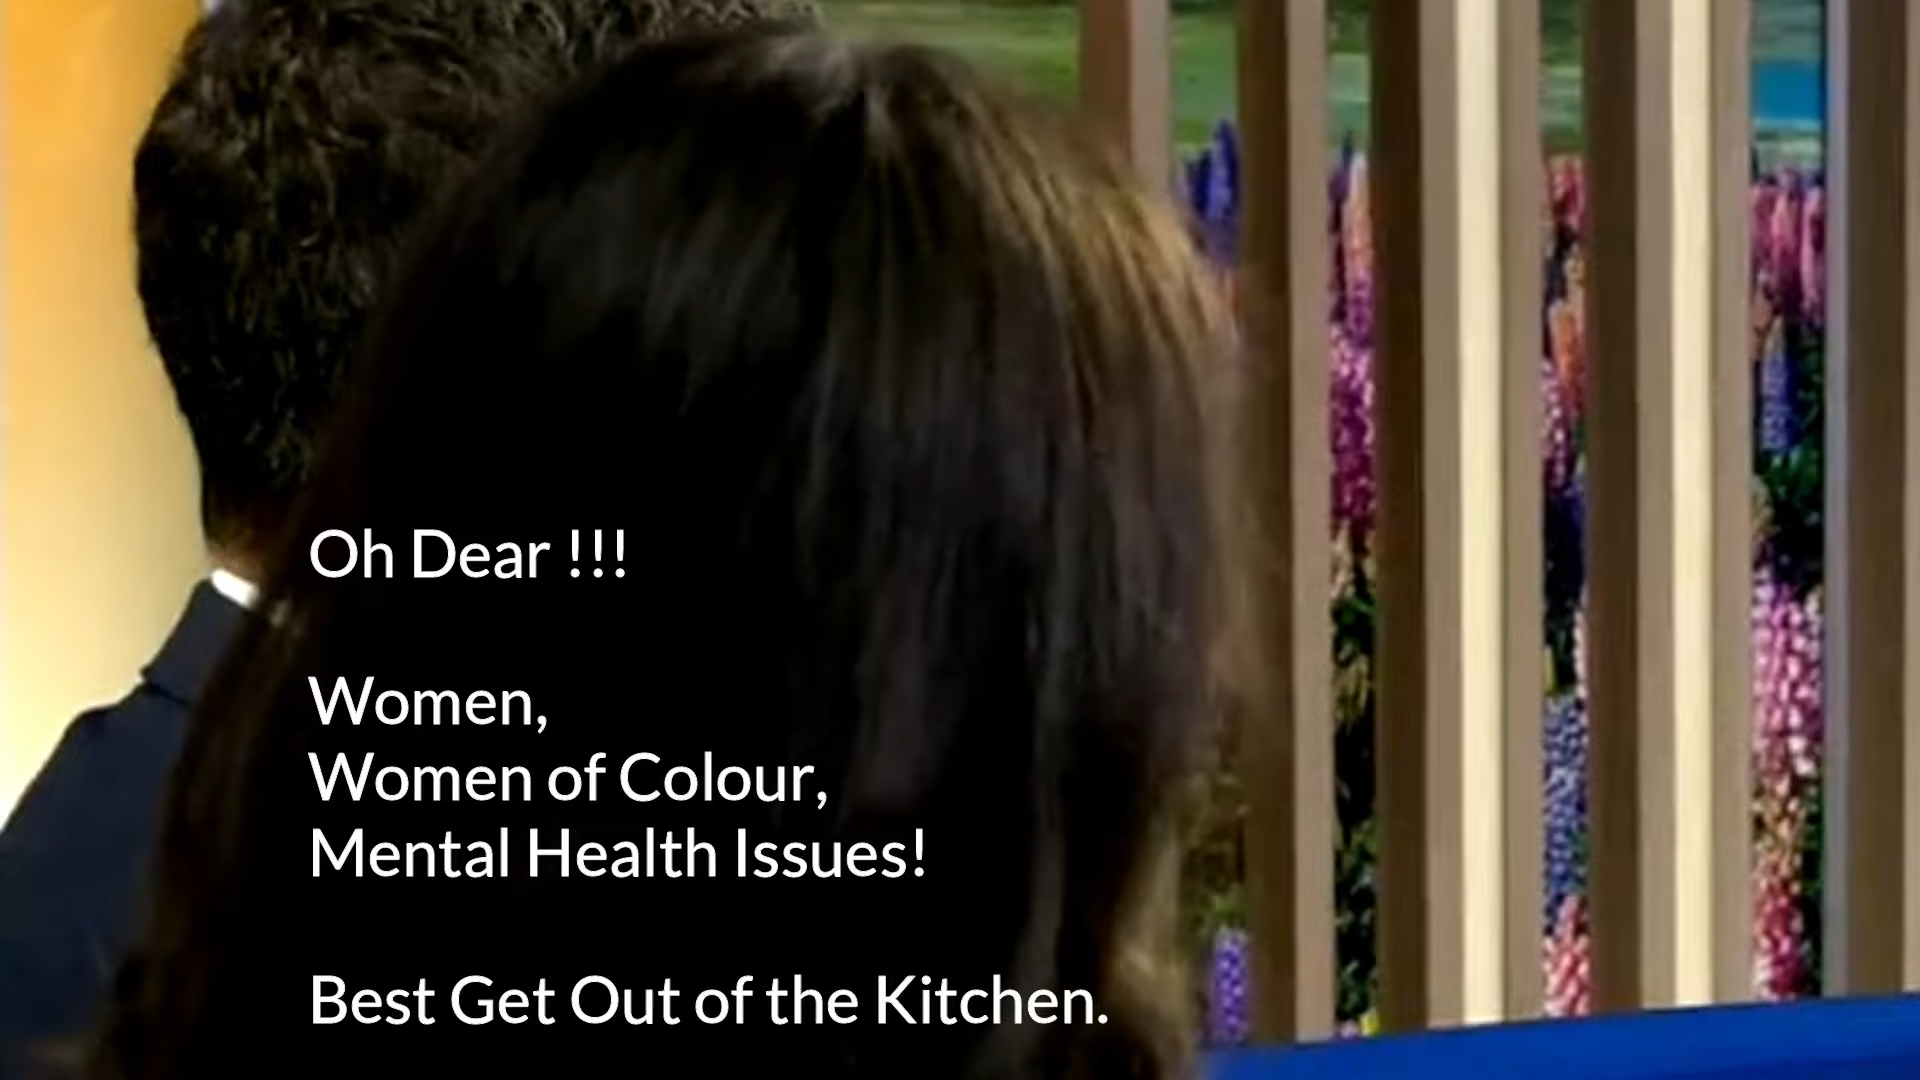 Oh Dear !!!
Women,
Women of Colour,
Mental Health Issues!
Best Get Out of the Kitchen.